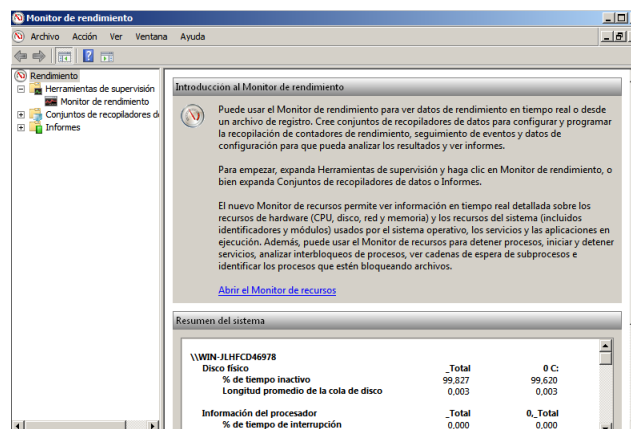 Monitor de rendimiento
Archivo Acción Ver Ventana Ayuda
Rendimiento
Herramientas de supervisión
Monitor de rendimiento
Conjuntos de recopiladores d
Informes
Introducción al Monitor de rendimiento
Puede usar el Monitor de rendimiento para ver datos de rendimiento en tiempo real o desde
un archivo de registro. Cree conjuntos de recopiladores de datos para configurar y programar
la recopilación de contadores de rendimiento, seguimiento de eventos y datos de
configuración para que pueda analizar los resultados y ver informes.
Para empezar, expanda Herramientas de supervisión y haga clic en Monitor de rendimiento, o
bien expanda Conjuntos de recopiladores de datos o Informes.
El nuevo Monitor de recursos permite ver información en tiempo real detallada sobre los
recursos de hardware (CPU, disco, red y memoria) y los recursos del sistema (incluidos
identificadores y módulos) usados por el sistema operativo, los servicios y las aplicaciones en
ejecución. Además, puede usar el Monitor de recursos para detener procesos, iniciar y detener
servicios, analizar interbloqueos de procesos, ver cadenas de espera de subprocesos e
identificar los procesos que estén bloqueando archivos.
Abrir el Monitor de recursos
Resumen del sistema
\\WIN-JLHFCD46978
Disco físico _Total 0 C:
% de tiempo inactivo 99,827 99,620
Longitud promedio de la cola de disco 0,003 0,003
Información del procesador _Total 0,_Total
% de tiempo de interrupción 0,000 0,000